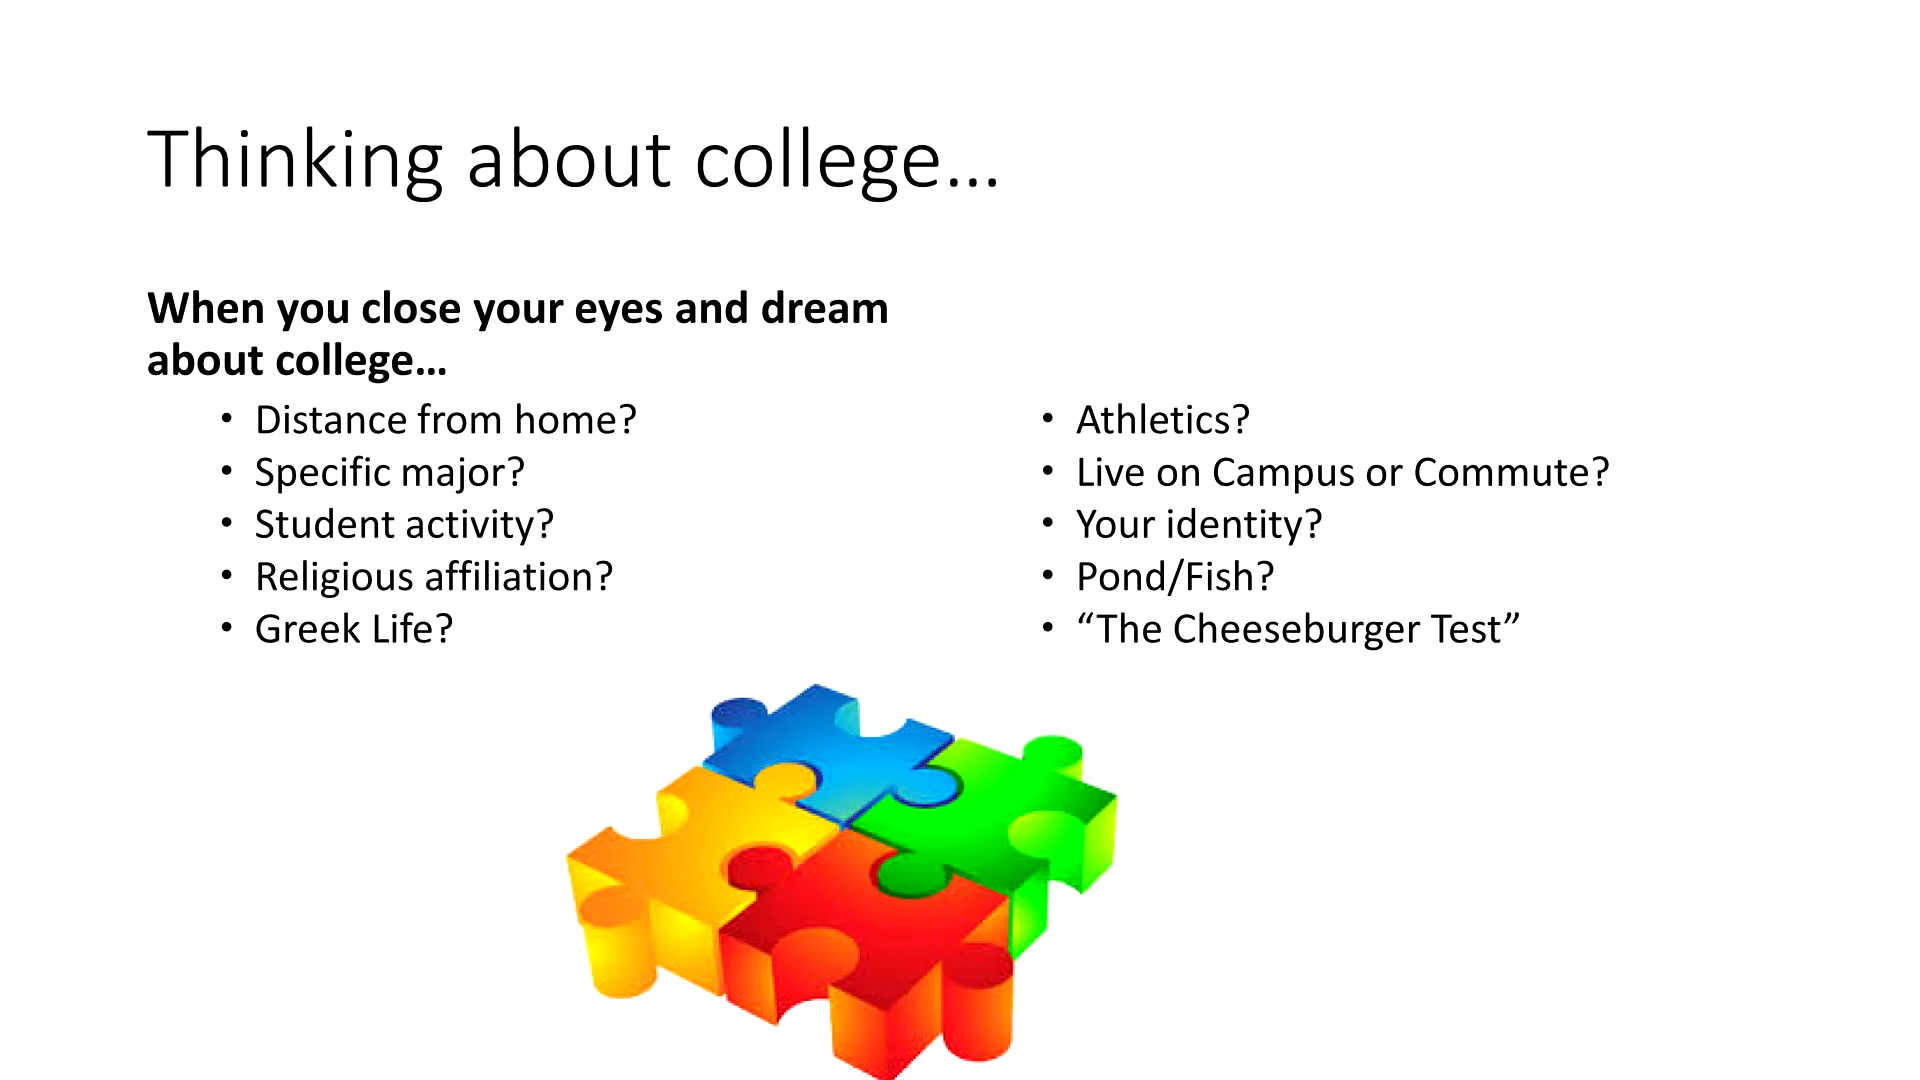 Thinking about college…
When you close your eyes and dream
about college…
• Distance from home?
• Specific major?
• Student activity?
• Religious affiliation?
• Greek Life?
• Athletics?
• Live on Campus or Commute?
• Your identity?
• Pond/Fish?
• “The Cheeseburger Test”